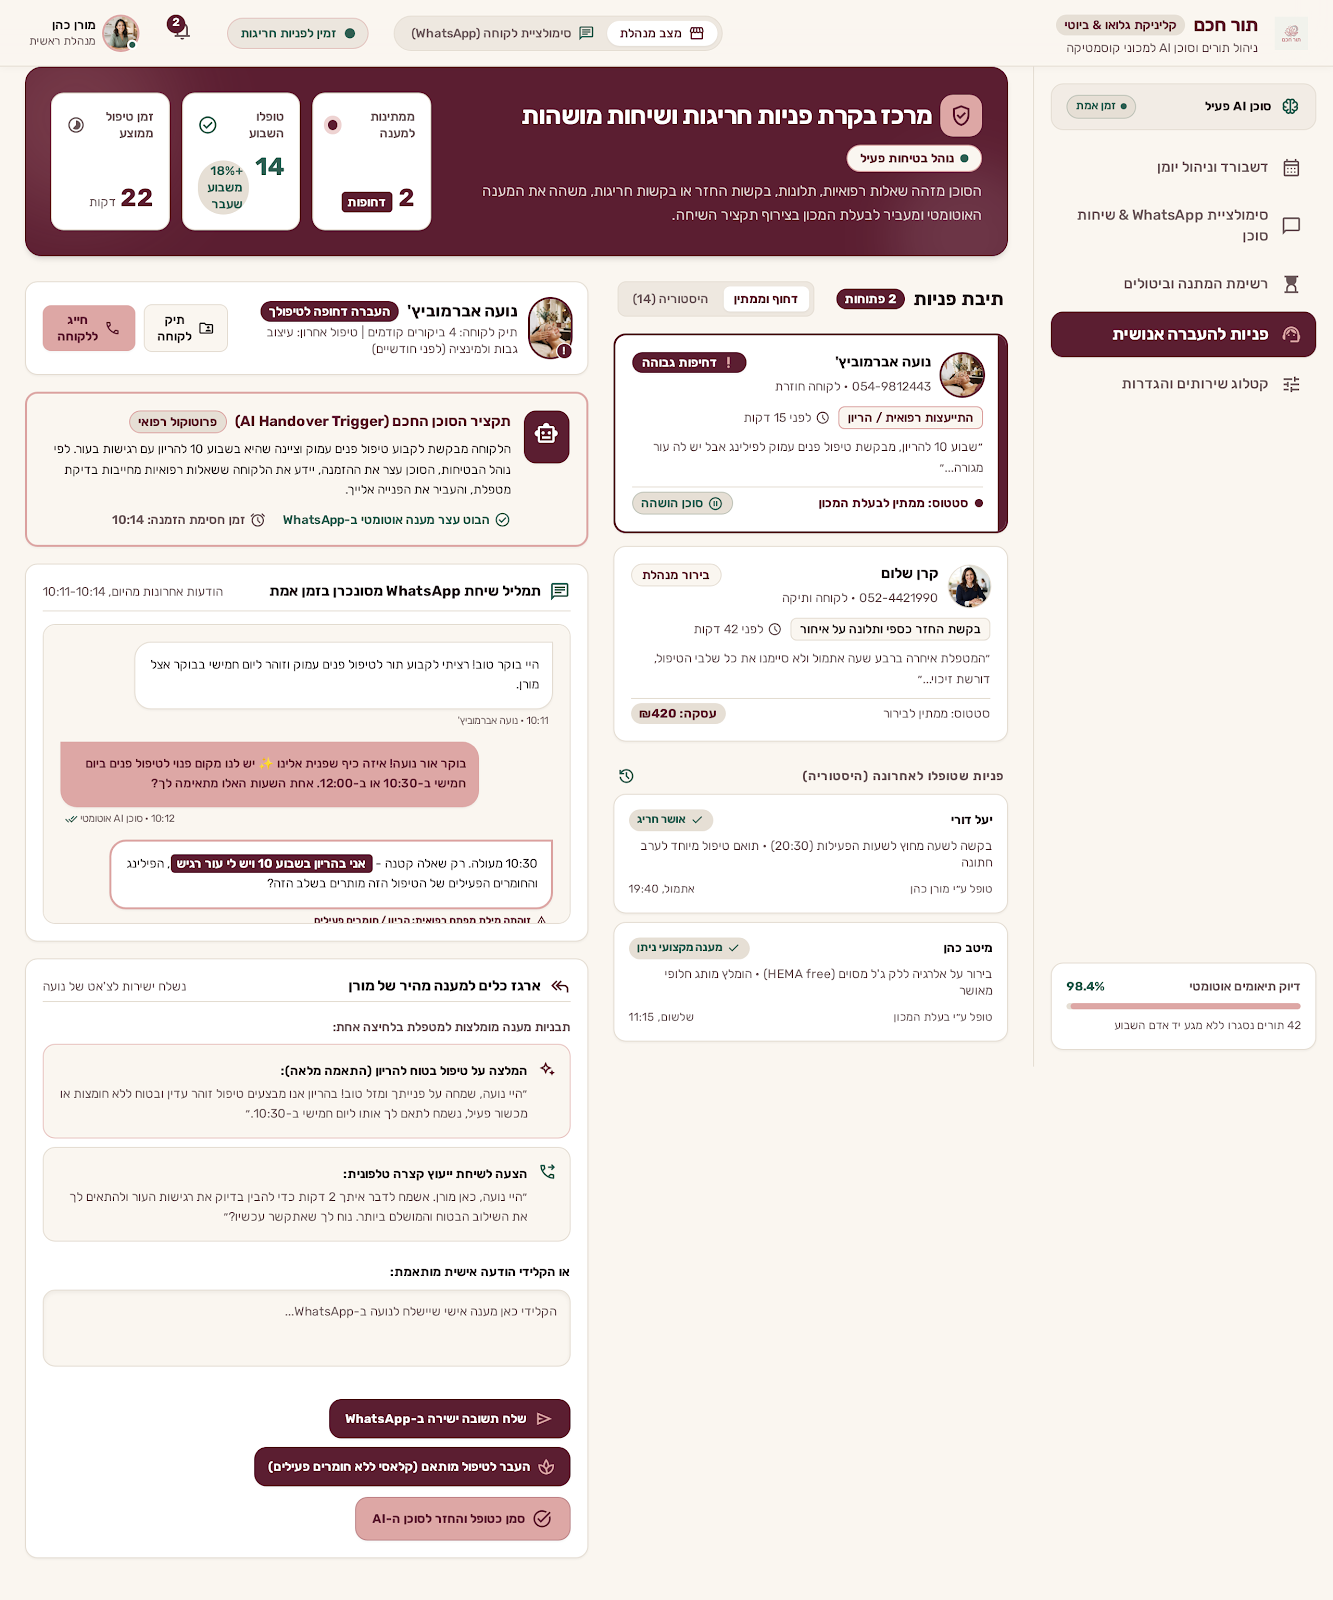 תור חכם
תור חכם קליניקת גלואו & ביוטי
ניהול תורים וסוכן AI למכוני קוסמטיקה
מצב מנהלת
סימולציית לקוחה (WhatsApp)
זמין לפניות חריגות
2
מורן כהן
מנהלת ראשית
סוכן AI פעיל
זמן אמת
דשבורד וניהול יומן
סימולציית WhatsApp & שיחות
סוכן
רשימת המתנה וביטולים
פניות להעברה אנושית
קטלוג שירותים והגדרות
דיוק תיאומים אוטומטי
98.4%
42 תורים נסגרו ללא מגע יד אדם השבוע
מרכז בקרת פניות חריגות ושיחות מושהות
נוהל בטיחות פעיל
הסוכן מזהה שאלות רפואיות, תלונות, בקשות החזר או בקשות חריגות, משהה את המענה
האוטומטי ומעביר לבעלת המכון בצירוף תקציר השיחה.
ממתינות
למענה
2 דחופות
טופלו
השבוע
14
+18%
משבוע
שעבר
זמן טיפול
ממוצע
22 דקות
תיבת פניות
2 פתוחות
דחוף וממתין
היסטוריה (14)
נועה אברמוביץ'
דחיפות גבוהה
054-9812443 • לקוחה חוזרת
התייעצות רפואית / הריון
לפני 15 דקות
״שבוע 10 להריון, מבקשת טיפול פנים עמוק לפילינג אבל יש לה עור
מגורה...״
סטטוס: ממתין לבעלת המכון
סוכן הושהה
קרן שלום
בירור מנהלת
052-4421990 • לקוחה ותיקה
בקשת החזר כספי ותלונה על איחור
לפני 42 דקות
״המטפלת איחרה ברבע שעה אתמול ולא סיימנו את כל שלבי הטיפול,
דורשת זיכוי...״
סטטוס: ממתין לבירור
עסקה: 420₪
פניות שטופלו לאחרונה (היסטוריה)
יעל דורי
אושר חריג
בקשה לשעה מחוץ לשעות הפעילות (20:30) • תואם טיפול מיוחד לערב
חתונה
טופל ע״י מורן כהן
אתמול, 19:40
מיטב כהן
מענה מקצועי ניתן
בירור על אלרגיה ללק ג'ל מסוים (HEMA free) • הומלץ מותג חלופי
מאושר
טופל ע״י בעלת המכון
שלשום, 11:15
נועה אברמוביץ'
העברה דחופה לטיפולך
תיק לקוחה: 4 ביקורים קודמים | טיפול אחרון: עיצוב
גבות ולמינציה (לפני חודשיים)
תיק
לקוחה
חייג
ללקוחה
תקציר הסוכן החכם (AI Handover Trigger)
פרוטוקול רפואי
הלקוחה מבקשת לקבוע טיפול פנים עמוק וציינה שהיא בשבוע 10 להריון עם רגישות בעור. לפי
נוהל הבטיחות, הסוכן עצר את ההזמנה, יידע את הלקוחה ששאלות רפואיות מחייבות בדיקת
מטפלת, והעביר את הפנייה אלייך.
הבוט עצר מענה אוטומטי ב-WhatsApp
זמן חסימת הזמנה: 10:14
תמליל שיחת WhatsApp מסונכרן בזמן אמת
הודעות אחרונות מהיום, 10:11-10:14
היי בוקר טוב! רציתי לקבוע תור לטיפול פנים עמוק וזוהר ליום חמישי בבוקר אצל
מורן.
10:11 • נועה אברמוביץ'
בוקר אור נועה! איזה כיף שפנית אלינו ✨ יש לנו מקום פנוי לטיפול פנים ביום
חמישי ב-10:30 או ב-12:00. אחת השעות האלו מתאימה לך?
10:12 • סוכן AI אוטומטי
10:30 מעולה. רק שאלה קטנה - אני בהריון בשבוע 10 ויש לי עור רגיש, הפילינג
והחומרים הפעילים של הטיפול הזה מותרים בשלב הזה?
זוהתה מילת מפתח רפואית: הריון / חומרים פעילים
ארגז כלים למענה מהיר של מורן
נשלח ישירות לצ'אט של נועה
תבניות מענה מומלצות למטפלת בלחיצה אחת:
המלצה על טיפול בטוח להריון (התאמה מלאה):
״היי נועה, שמחה על פנייתך ומזל טוב! בהריון אנו מבצעים טיפול זוהר עדין ובטוח ללא חומצות או
מכשור פעיל, נשמח לתאם לך אותו ליום חמישי ב-10:30.״
הצעה לשיחת ייעוץ קצרה טלפונית:
״היי נועה, כאן מורן. אשמח לדבר איתך 2 דקות כדי להבין בדיוק את רגישות העור ולהתאים לך
את השילוב הבטוח והמושלם ביותר. נוח לך שאתקשר עכשיו?״
או הקלידי הודעה אישית מותאמת:
הקלידי כאן מענה אישי שיישלח לנועה ב-WhatsApp...
שלח תשובה ישירה ב-WhatsApp
העבר לטיפול מותאם (קלאסי ללא חומרים פעילים)
סמן כטופל והחזר לסוכן ה-AI